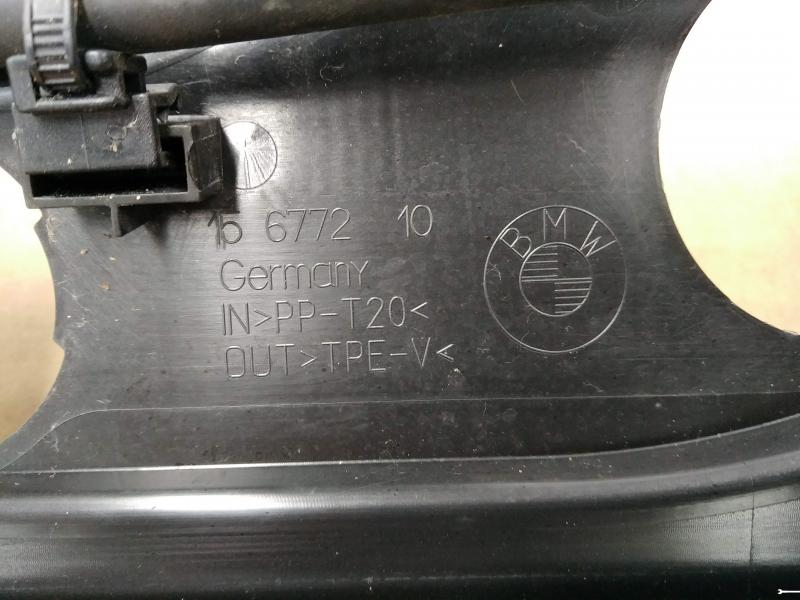 6772 10
Germany
IN>PP-T20<
OUT>TPE-V<
BMW